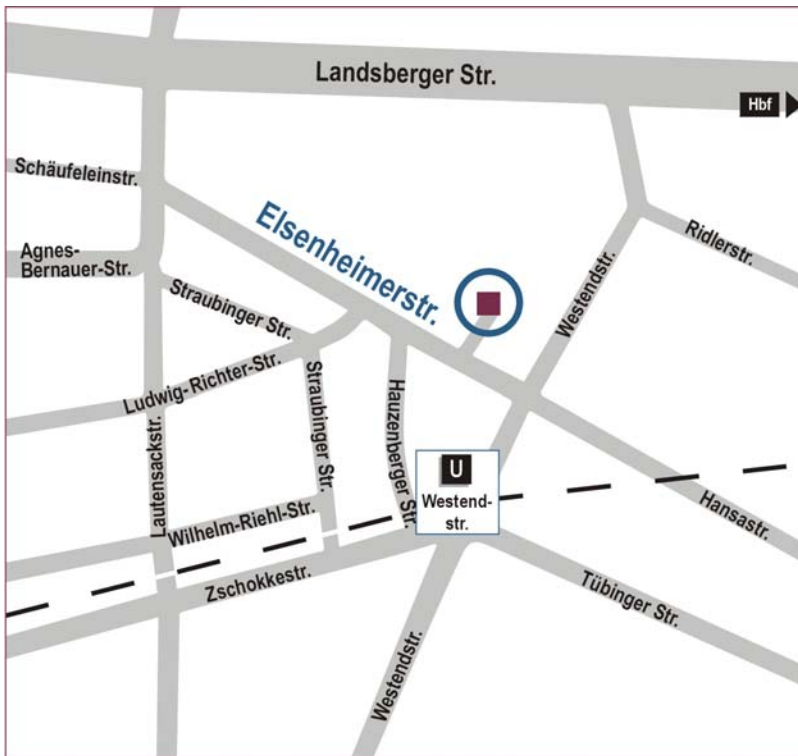 Landsberger Str.
Hbf
Schäufeleinstr.
Elsenheimerstr.
Ridlerstr.
Agnes-
Bernauer-Str.
Westendstr.
Straubinger Str.
Ludwig-Richter-Str.
Straubinger Str.
Hauzenberger Str.
Lautensackstr.
U
Westend-
str.
Hansastr.
Wilhelm-Riehl-Str.
Zschokkestr.
Tübinger Str.
Westendstr.